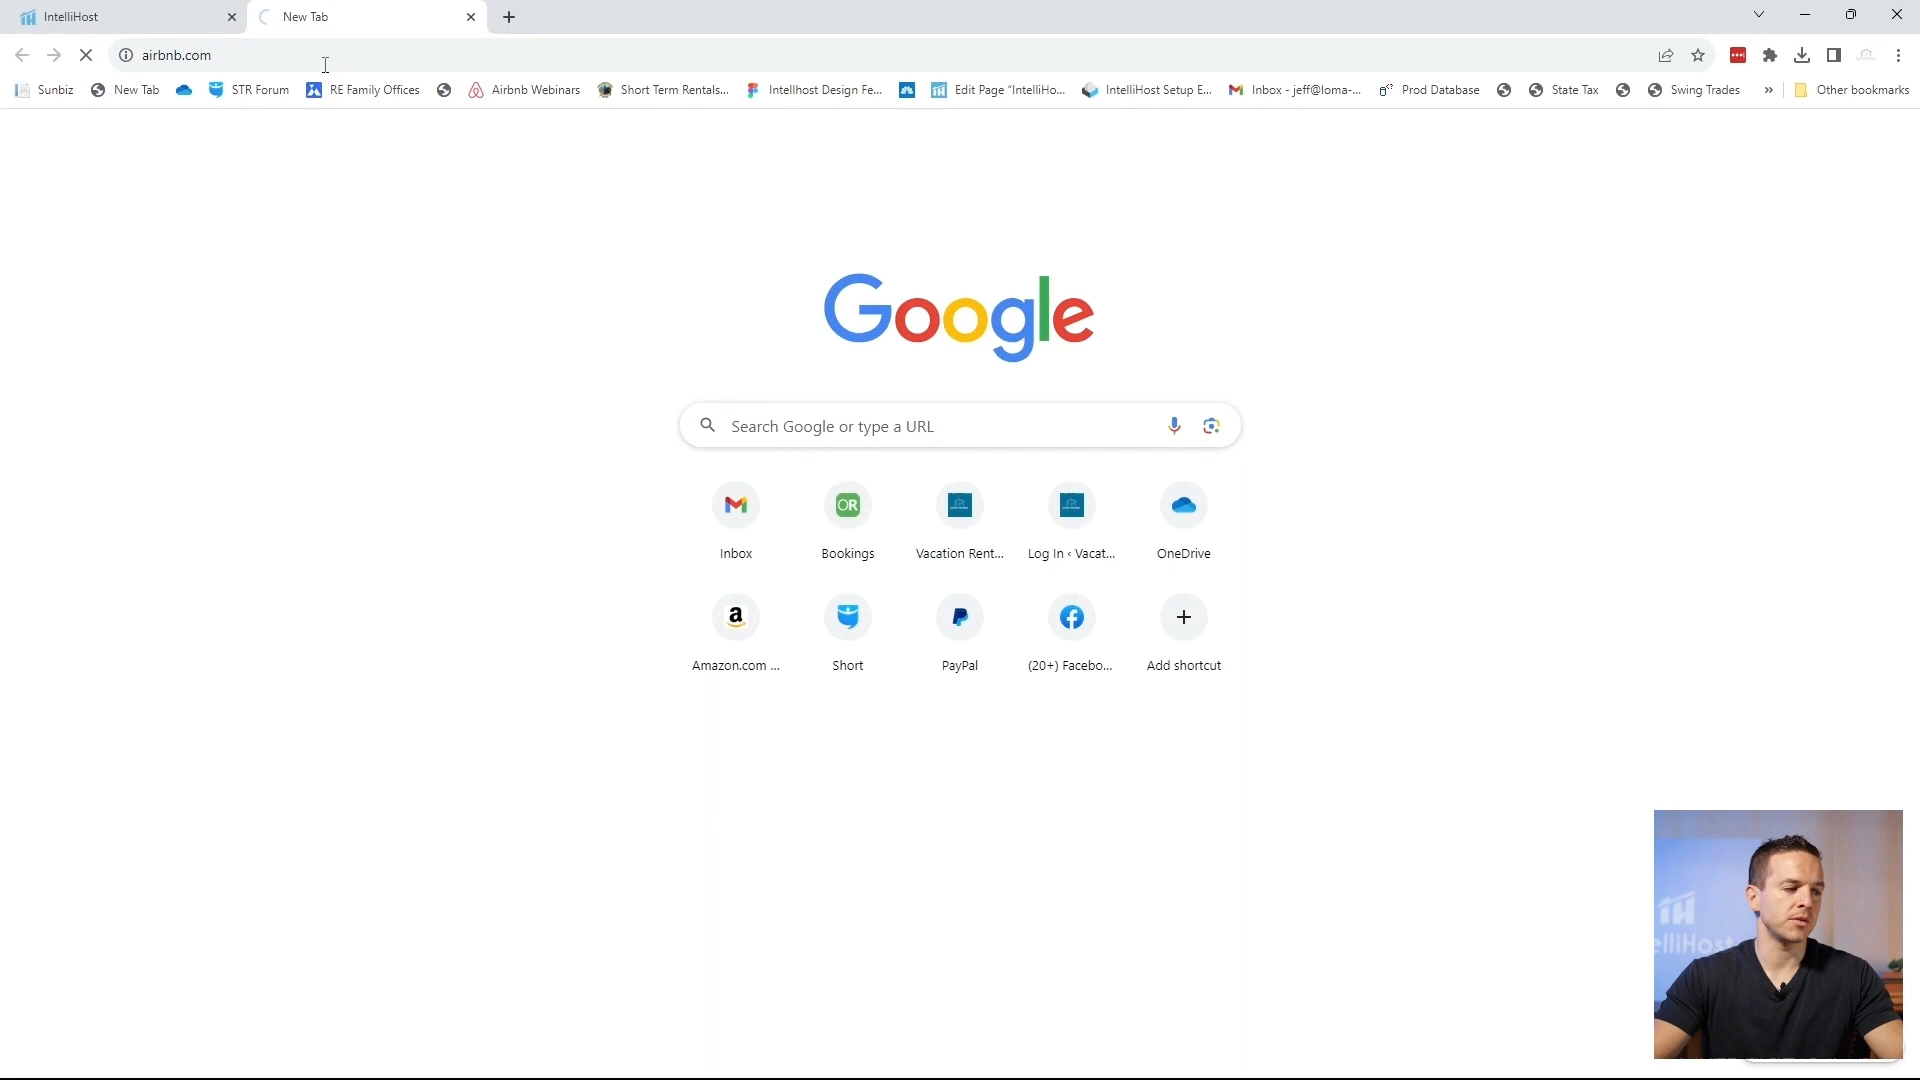 IntelliHost
New Tab
airbnb.com
Sunbiz
New Tab
STR Forum
RE Family Offices
Airbnb Webinars
Short Term Rentals...
Intellhost Design Fe...
Edit Page "IntelliHo...
IntelliHost Setup E...
Inbox - jeff@loma-...
Prod Database
State Tax
Swing Trades
»
Other bookmarks
Google
Search Google or type a URL
OR
Inbox
Bookings
Vacation Rent...
Log In ‹ Vacat...
OneDrive
a
Amazon.com ...
Short
PayPal
(20+) Facebo...
Add shortcut
elliHost